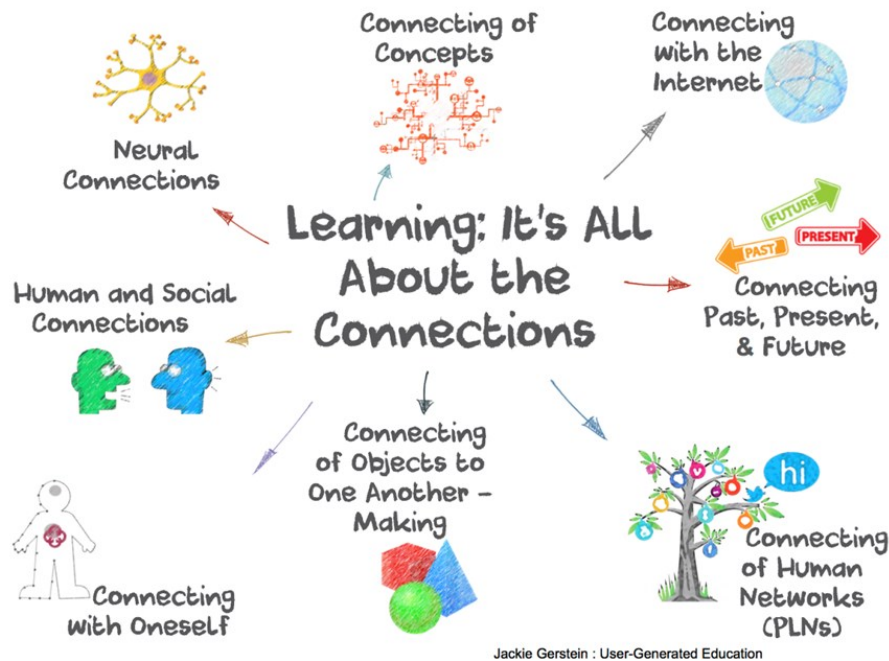 Learning: It's All
About the
Connections
Connecting of
Concepts
Connecting
with the
Internet
FUTURE
PAST
PRESENT
Connecting
Past, Present,
& Future
hi
Connecting
of Human
Networks
(PLNs)
Connecting
of Objects to
One Another -
Making
Connecting
with Oneself
Human and Social
Connections
Neural
Connections
Jackie Gerstein : User-Generated Education